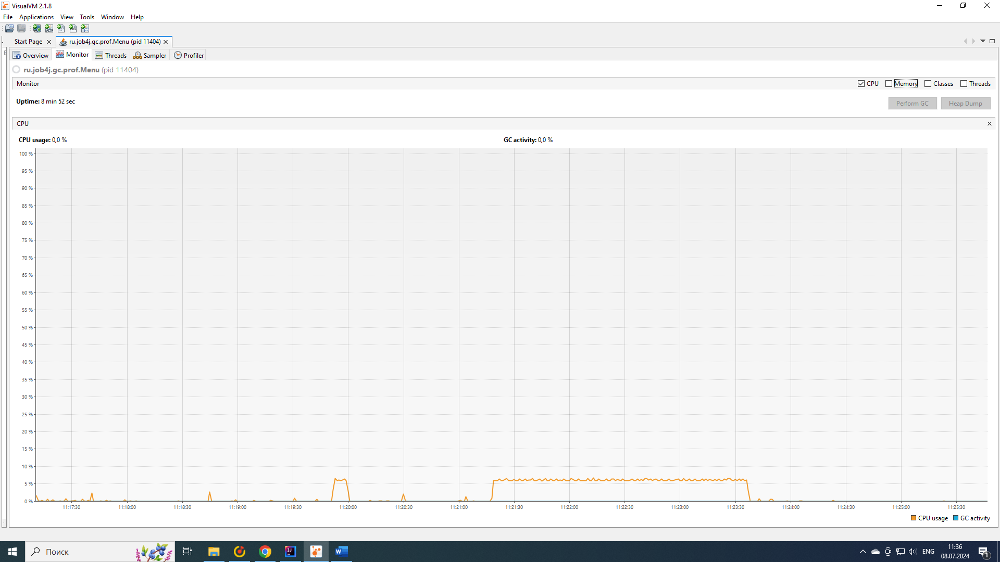 VisualVM 2.1.8
File Applications View Tools Window Help
Start Page ru.job4j.gc.prof.Menu (pid 11404)
Overview Monitor Threads Sampler Profiler
ru.job4j.gc.prof.Menu (pid 11404)
Monitor CPU Memory Classes Threads
Uptime: 8 min 52 sec Perform GC Heap Dump
CPU
CPU usage: 0,0 % GC activity: 0,0 %
100 %
95 %
90 %
85 %
80 %
75 %
70 %
65 %
60 %
55 %
50 %
45 %
40 %
35 %
30 %
25 %
20 %
15 %
10 %
5 %
0 %
11:17:30 11:18:00 11:18:30 11:19:00 11:19:30 11:20:00 11:20:30 11:21:00 11:21:30 11:22:00 11:22:30 11:23:00 11:23:30 11:24:00 11:24:30 11:25:00 11:25:30
CPU usage GC activity
Поиск ENG 11:36
08.07.2024 1